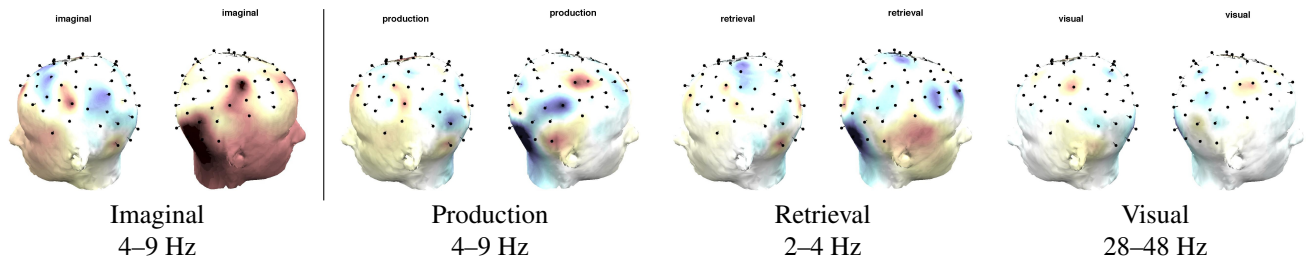 imaginal
imaginal
production
production
retrieval
retrieval
visual
visual
Imaginal
4–9 Hz
Production
4–9 Hz
Retrieval
2–4 Hz
Visual
28–48 Hz